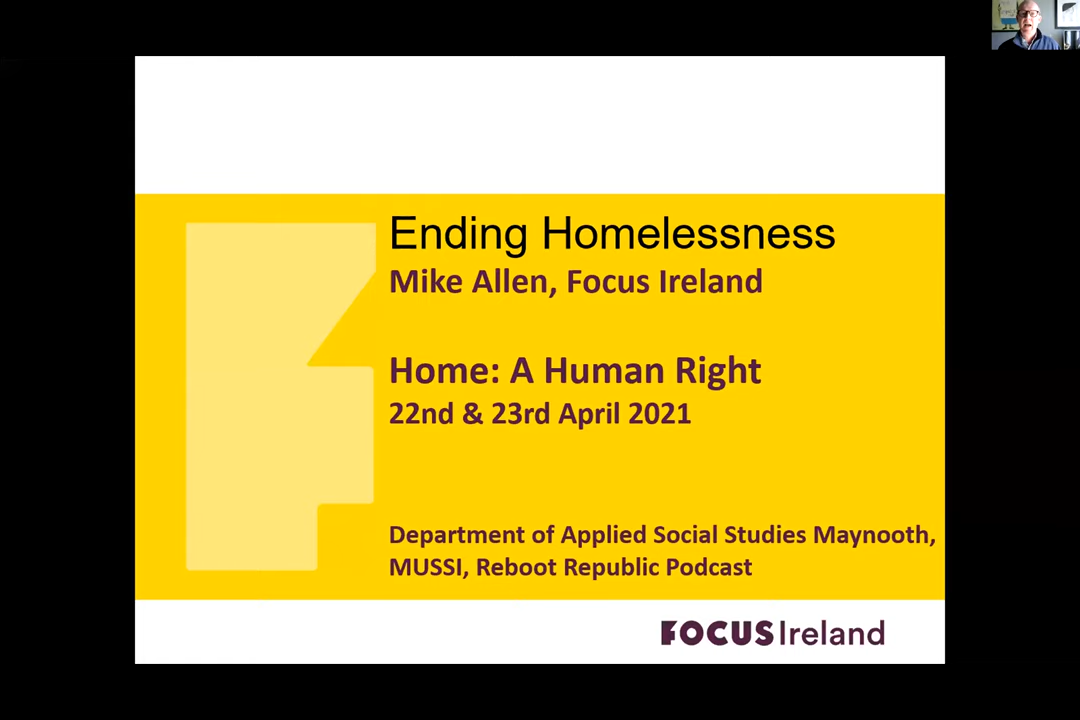 Ending Homelessness
Mike Allen, Focus Ireland
Home: A Human Right
22nd & 23rd April 2021
Department of Applied Social Studies Maynooth,
MUSSI, Reboot Republic Podcast
FOCUS Ireland